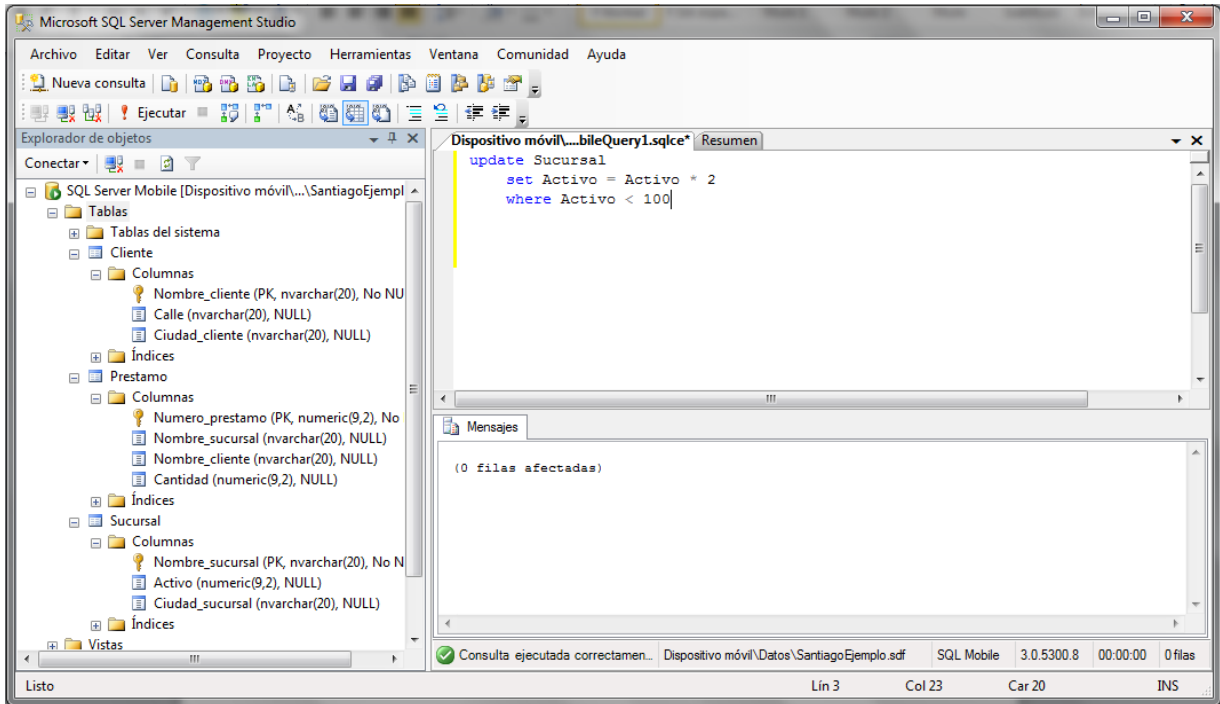 Microsoft SQL Server Management Studio
Archivo Editar Ver Consulta Proyecto Herramientas Ventana Comunidad Ayuda
Nueva consulta
Ejecutar
Explorador de objetos
Conectar
SQL Server Mobile [Dispositivo móvil\...\SantiagoEjempl
Tablas
Tablas del sistema
Cliente
Columnas
Nombre_cliente (PK, nvarchar(20), No NU
Calle (nvarchar(20), NULL)
Ciudad_cliente (nvarchar(20), NULL)
Índices
Prestamo
Columnas
Numero_prestamo (PK, numeric(9,2), No
Nombre_sucursal (nvarchar(20), NULL)
Nombre_cliente (nvarchar(20), NULL)
Cantidad (numeric(9,2), NULL)
Índices
Sucursal
Columnas
Nombre_sucursal (PK, nvarchar(20), No N
Activo (numeric(9,2), NULL)
Ciudad_sucursal (nvarchar(20), NULL)
Índices
Vistas
Dispositivo móvil\....bileQuery1.sqlce* Resumen
update Sucursal
set Activo = Activo * 2
where Activo < 100
Mensajes
(0 filas afectadas)
Consulta ejecutada correctamen... Dispositivo móvil\Datos\SantiagoEjemplo.sdf SQL Mobile 3.0.5300.8 00:00:00 0 filas
Listo Lín 3 Col 23 Car 20 INS